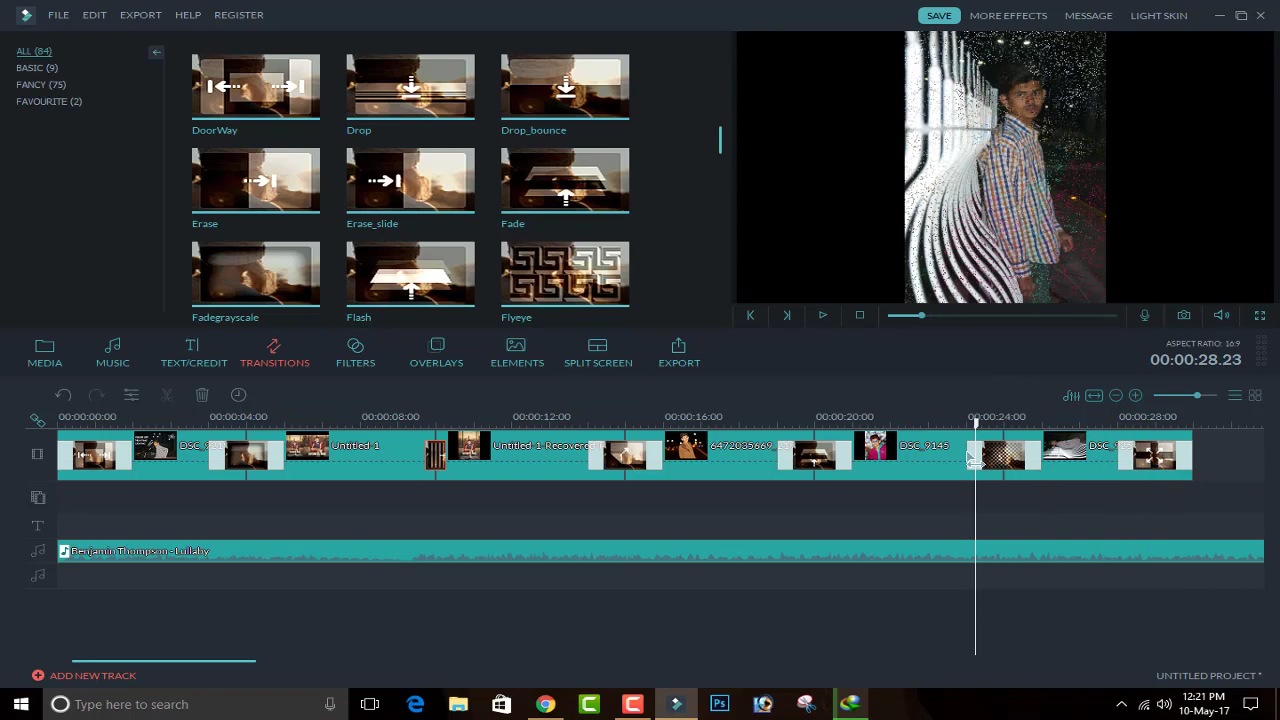 FILE EDIT EXPORT HELP REGISTER SAVE MORE EFFECTS MESSAGE LIGHT SKIN
ALL (84)
BASIC (9)
FANCY (75)
FAVOURITE (2)
DoorWay Drop Drop_bounce
Erase Erase_slide Fade
Fadegrayscale Flash Flyeye
MEDIA MUSIC TEXT/CREDIT TRANSITIONS FILTERS OVERLAYS ELEMENTS SPLIT SCREEN EXPORT
ASPECT RATIO: 16:9
00:00:28.23
00:00:00:00 00:00:04:00 00:00:08:00 00:00:12:00 00:00:16:00 00:00:20:00 00:00:24:00 00:00:28:00
Untitled-1 Untitled-1-Recovered DSC_9145
Benjamin Thompson - Lullaby
ADD NEW TRACK UNTITLED PROJECT *
Type here to search
12:21 PM
10-May-17